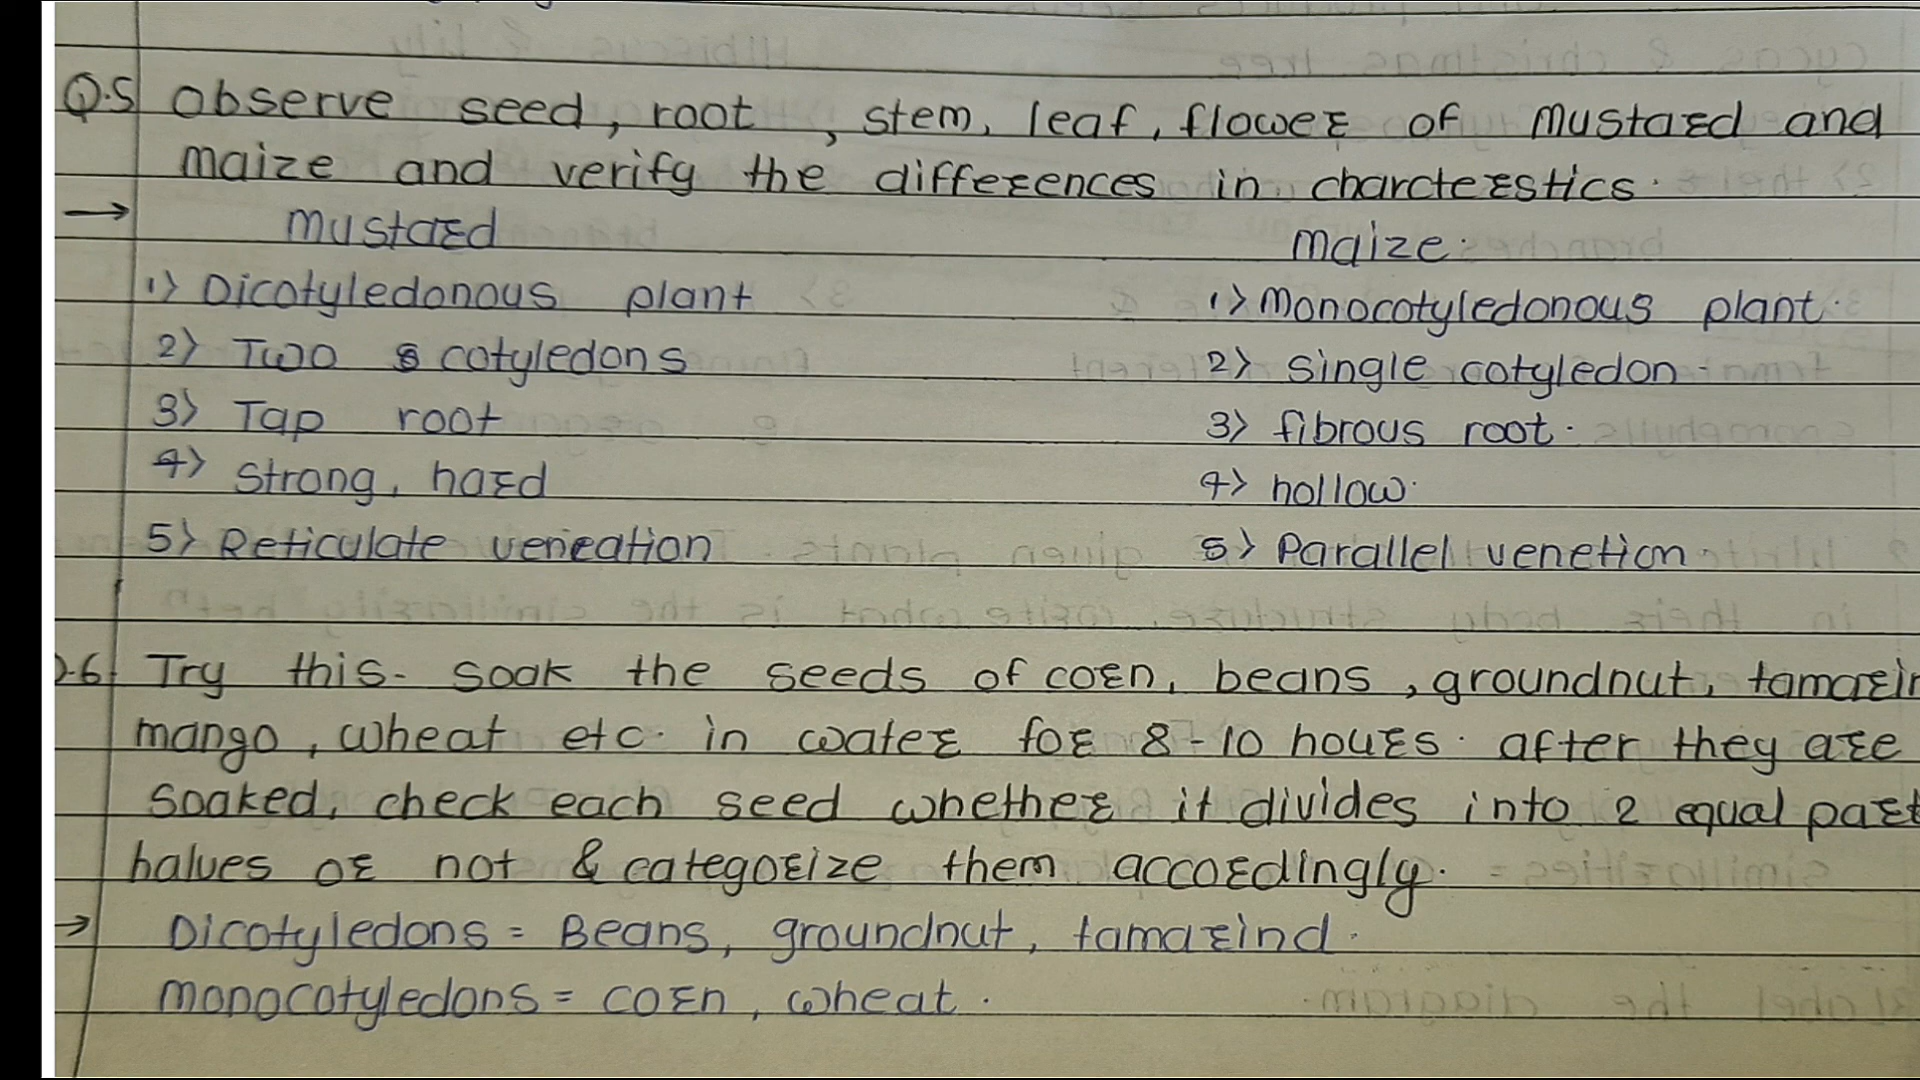 Q.5 Observe seed, root, stem, leaf, flower of mustard and
maize and verify the differences in charcterstics.
→ Mustard maize.
1) Dicotyledonous plant 1) Monocotyledonous plant.
2) Two cotyledons 2) single cotyledon.
3) Tap root 3) fibrous root.
4) strong, hard 4) hollow.
5) Reticulate veneation 5) Parallel venetion.
6 Try this. soak the seeds of corn, beans, groundnut, tamarin
mango, wheat etc. in water for 8-10 hours. after they are
soaked, check each seed whether it divides into 2 equal part
halves or not & categorize them accordingly.
→ Dicotyledons = Beans, groundnut, tamarind.
monocotyledons = corn, wheat.